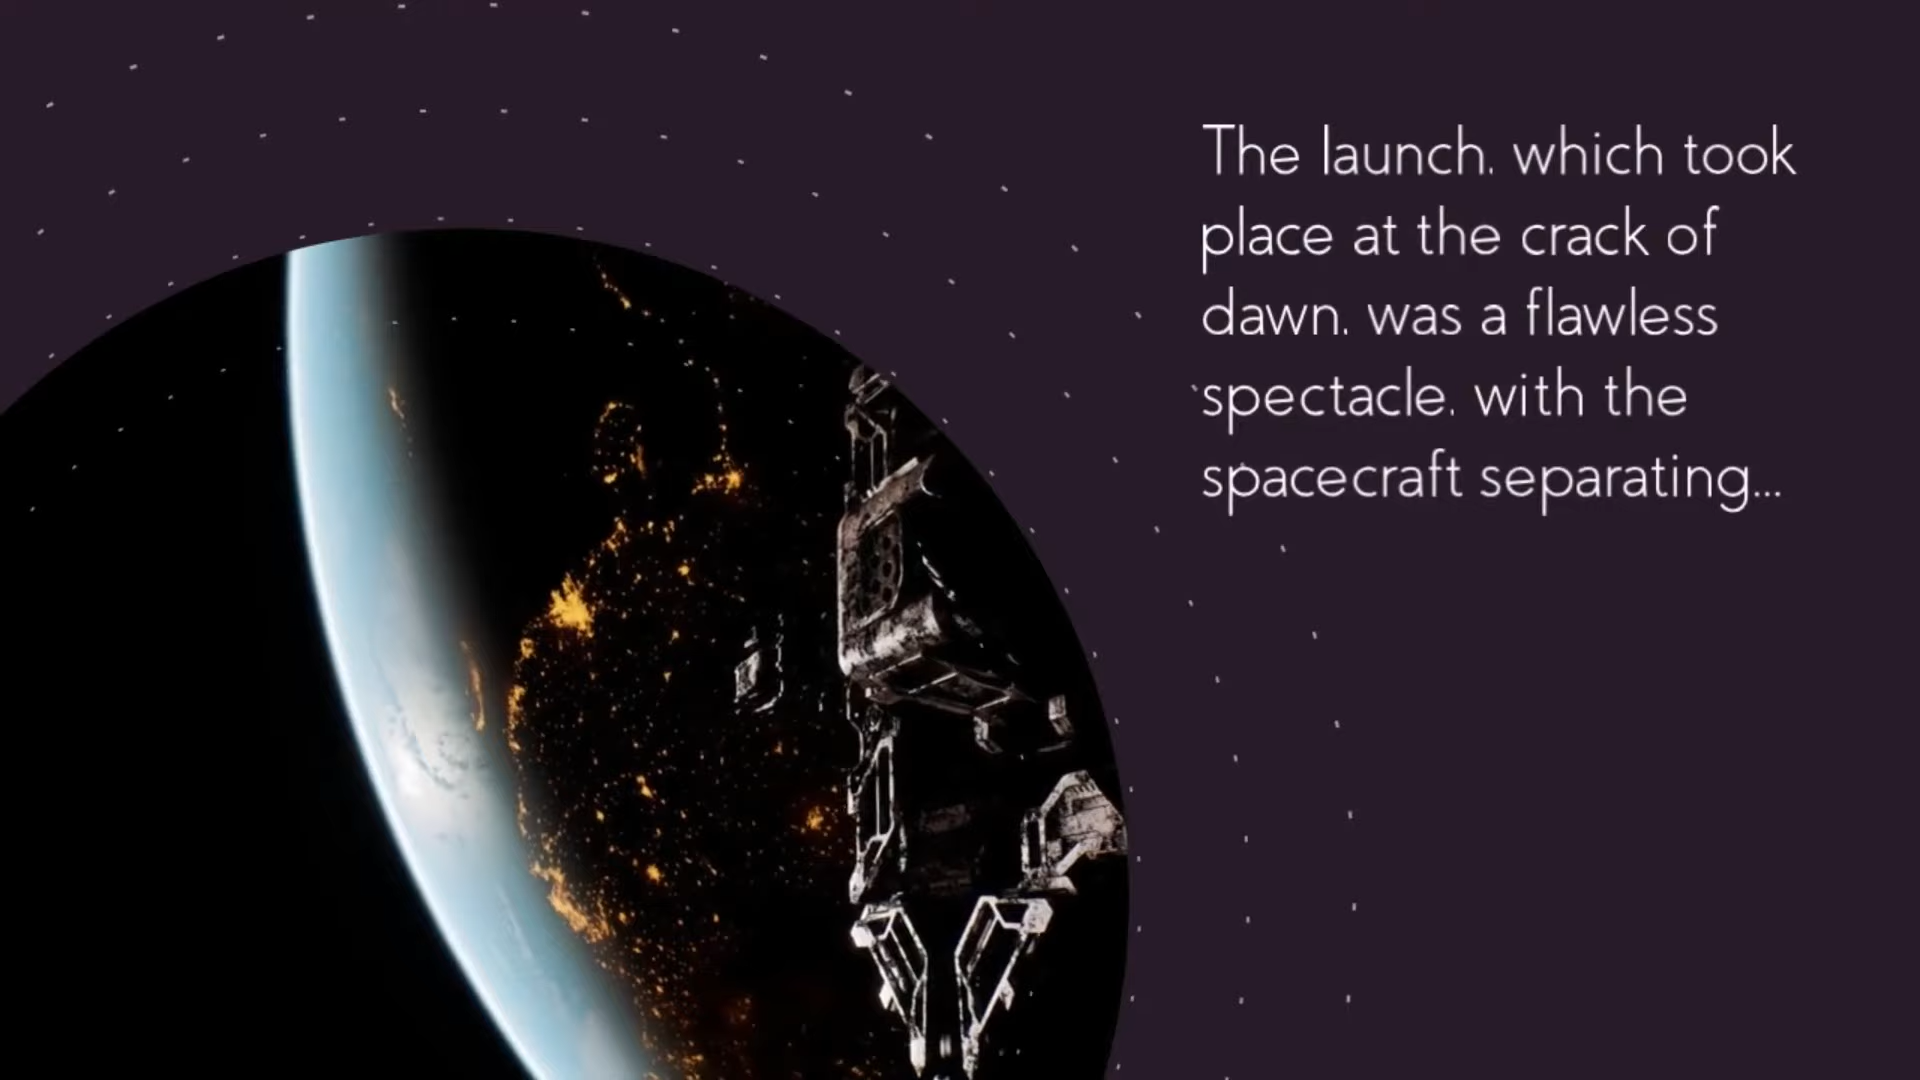 The launch. which took
place at the crack of
dawn. was a flawless
spectacle. with the
spacecraft separating...